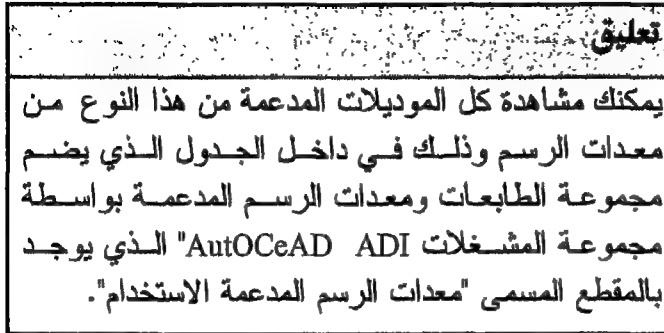 تعليق
يمكنك مشاهدة كل الموديلات المدعمة من هذا النوع من
معدات الرسم وذلك في داخل الجدول الذي يضم
مجموعة الطابعات ومعدات الرسم المدعمة بواسطة
مجموعة المشغلات AutOCeAD ADI" الذي يوجد
بالمقطع المسمى "معدات الرسم المدعمة الاستخدام".